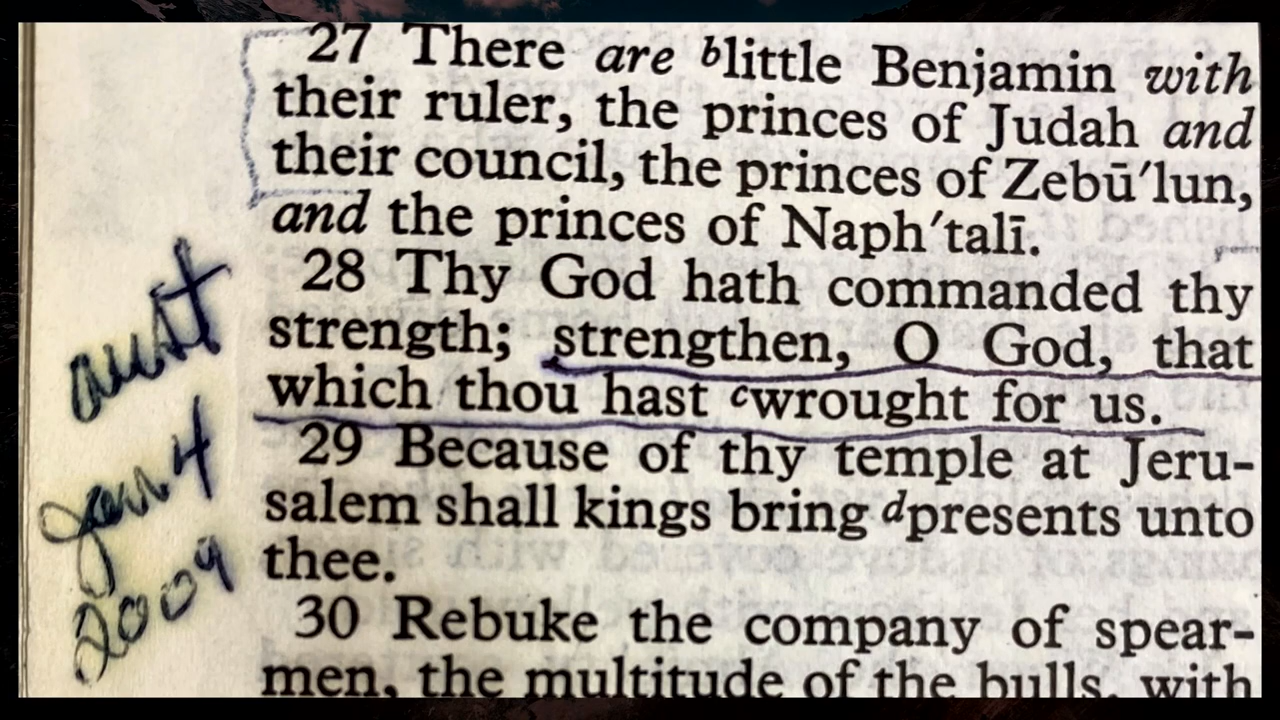 27 There are blittle Benjamin with
their ruler, the princes of Judah and
their council, the princes of Zebū′lun,
and the princes of Naph′talī.
28 Thy God hath commanded thy
strength; strengthen, O God, that
which thou hast cwrought for us.
29 Because of thy temple at Jeru-
salem shall kings bring dpresents unto
thee.
30 Rebuke the company of spear-
men, the multitude of the bulls, with
aunt
Jan 4
2009